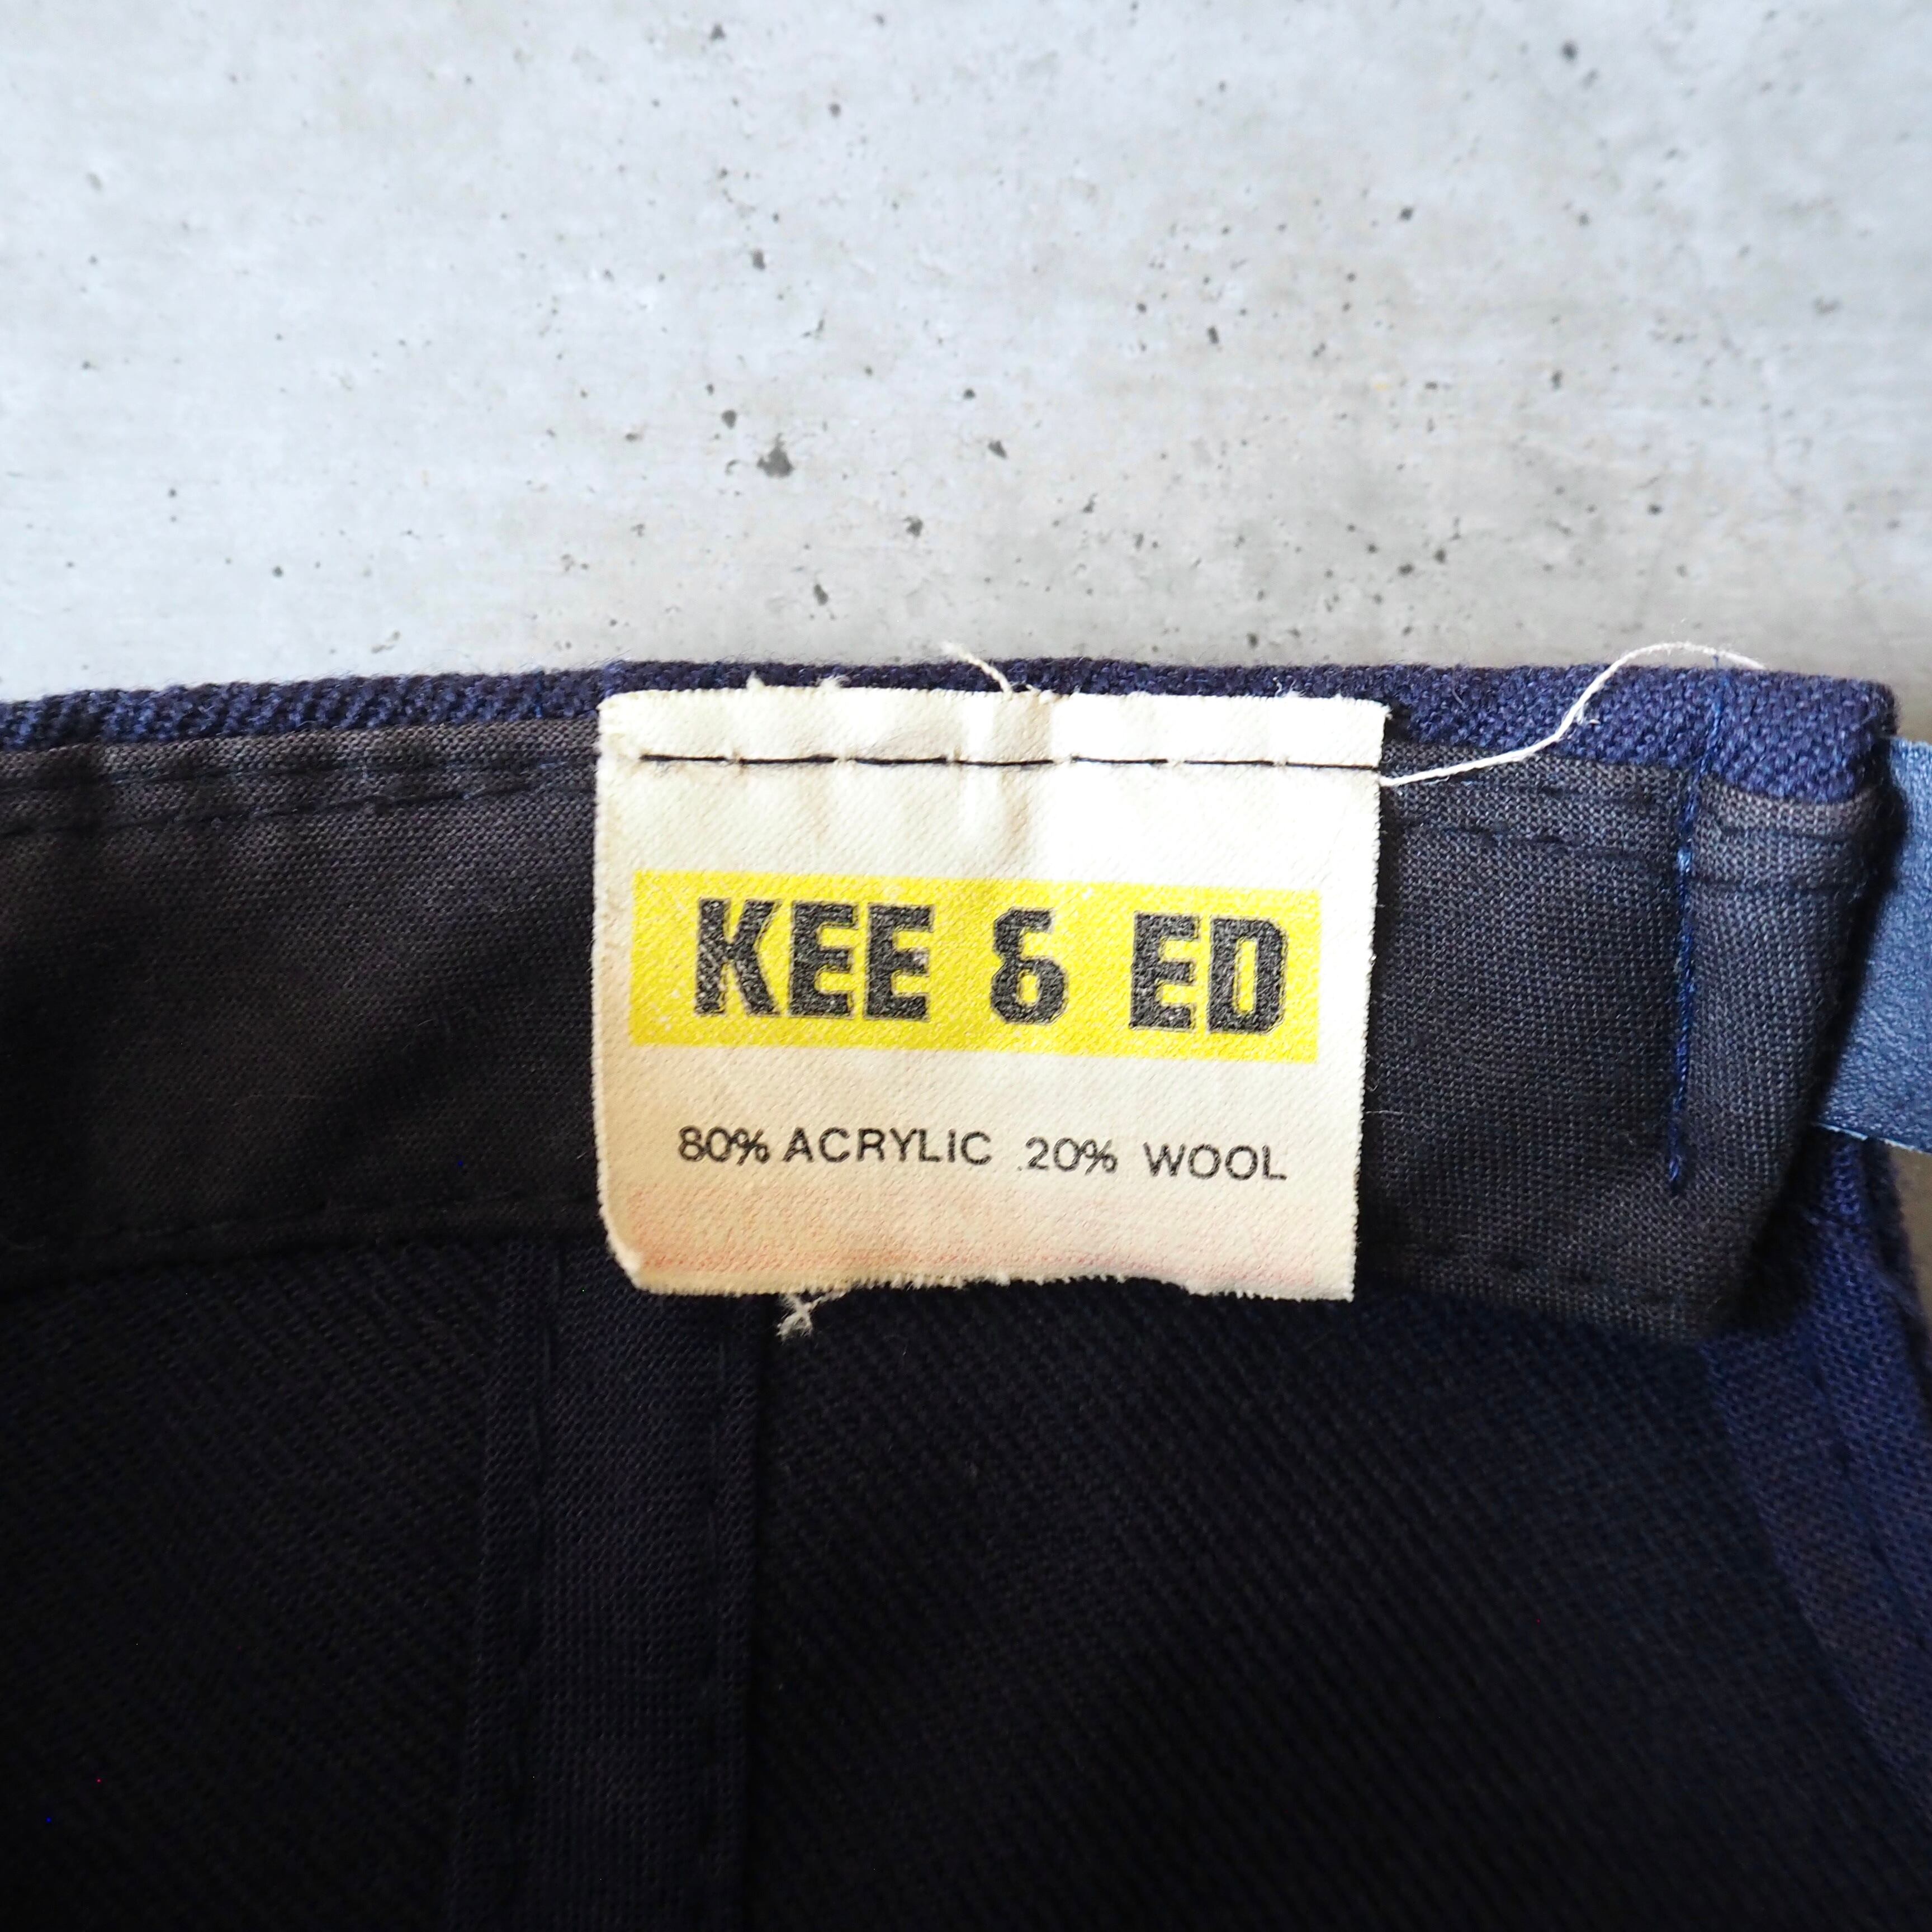 KEE & ED
80% ACRYLIC 20% WOOL